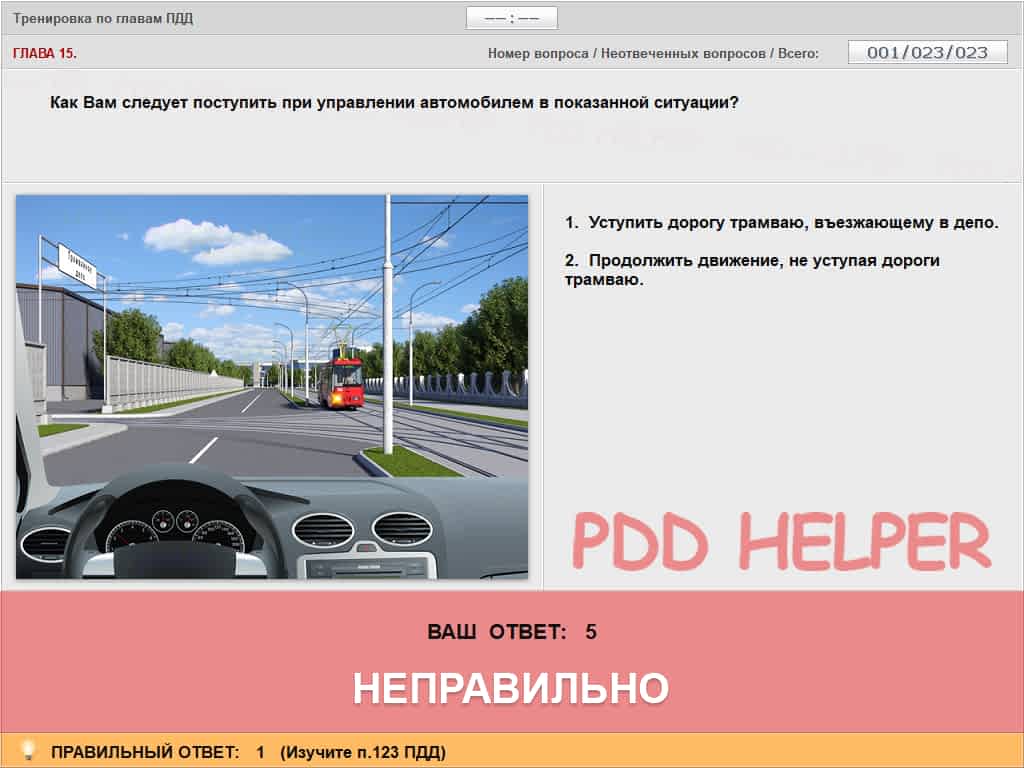 Тренировка по главам ПДД
—— : ——
ГЛАВА 15.
Номер вопроса / Неотвеченных вопросов / Всего:
001/023/023
Как Вам следует поступить при управлении автомобилем в показанной ситуации?
Трамвайное
депо
1. Уступить дорогу трамваю, въезжающему в депо.
2. Продолжить движение, не уступая дороги
трамваю.
PDD HELPER
ВАШ ОТВЕТ: 5
НЕПРАВИЛЬНО
ПРАВИЛЬНЫЙ ОТВЕТ: 1 (Изучите п.123 ПДД)